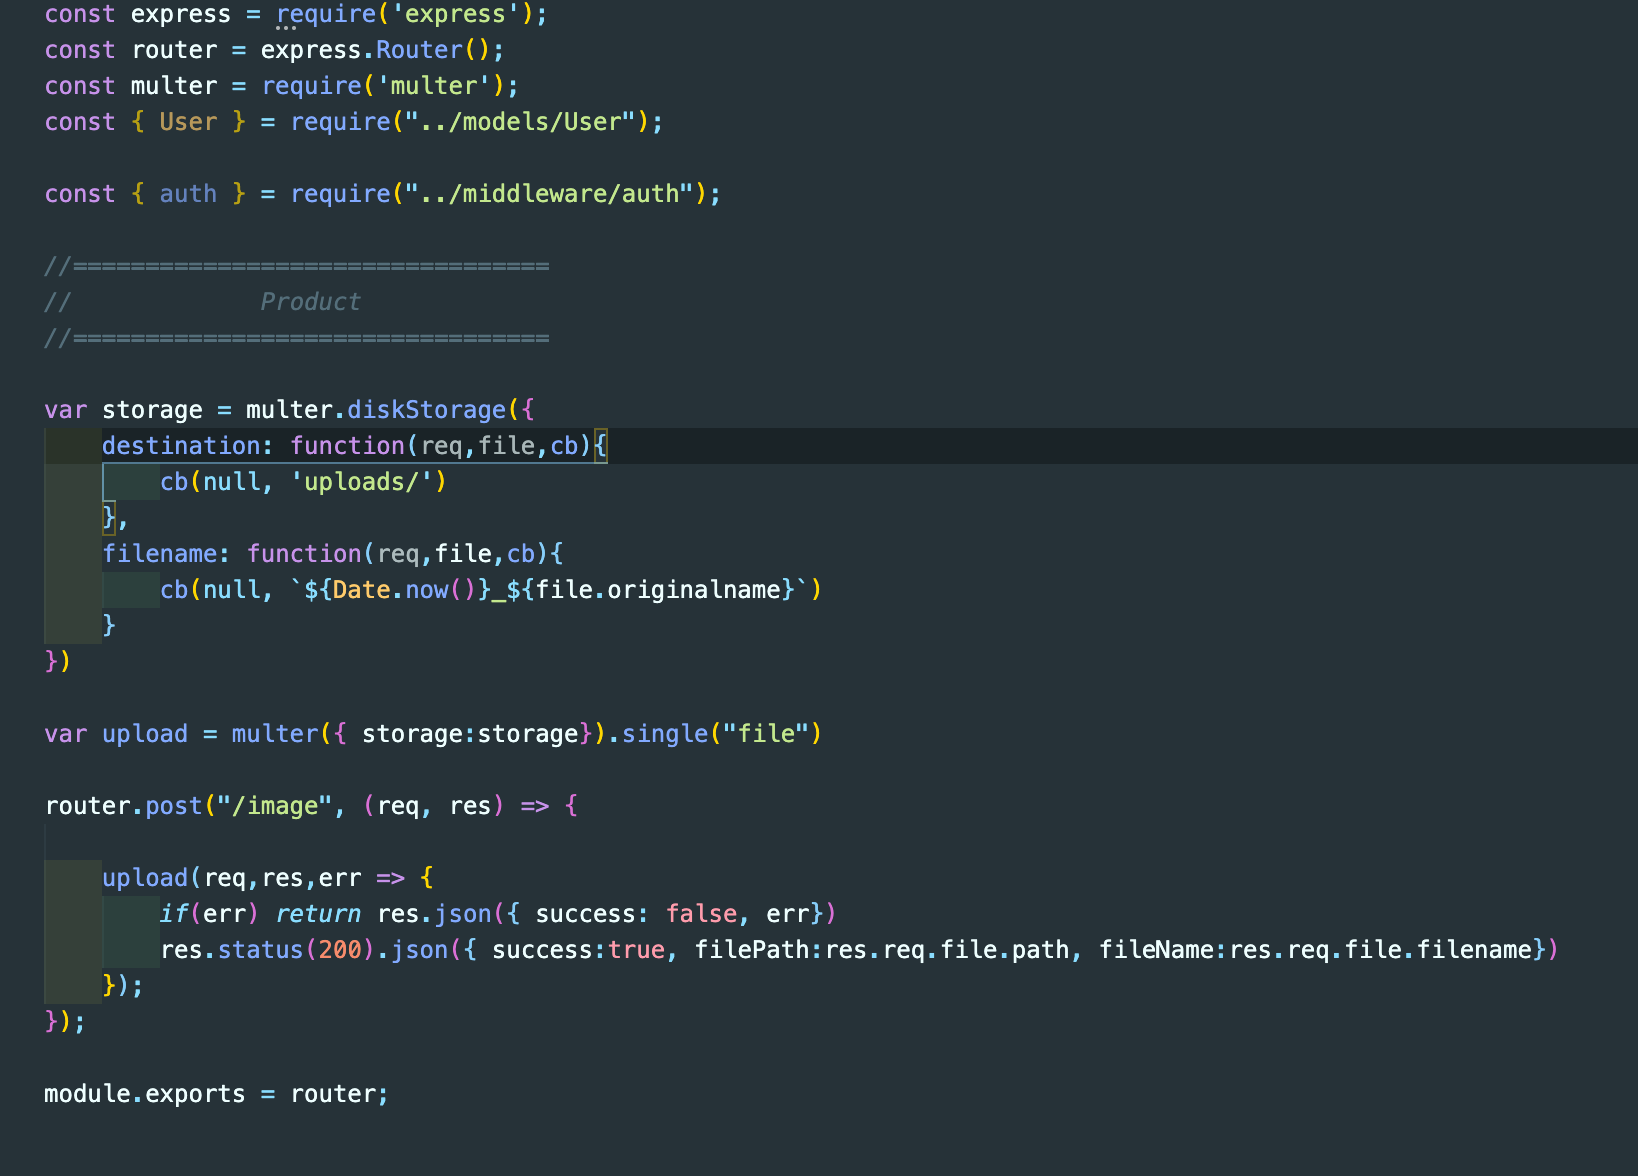 const express = require('express');
const router = express.Router();
const multer = require('multer');
const { User } = require("../models/User");
const { auth } = require("../middleware/auth");
//=================================
//             Product
//=================================
var storage = multer.diskStorage({
    destination: function(req,file,cb){
        cb(null, 'uploads/')
    },
    filename: function(req,file,cb){
        cb(null, `${Date.now()}_${file.originalname}`)
    }
})
var upload = multer({ storage:storage}).single("file")
router.post("/image", (req, res) => {
    upload(req,res,err => {
        if(err) return res.json({ success: false, err})
        res.status(200).json({ success:true, filePath:res.req.file.path, fileName:res.req.file.filename})
    });
});
module.exports = router;